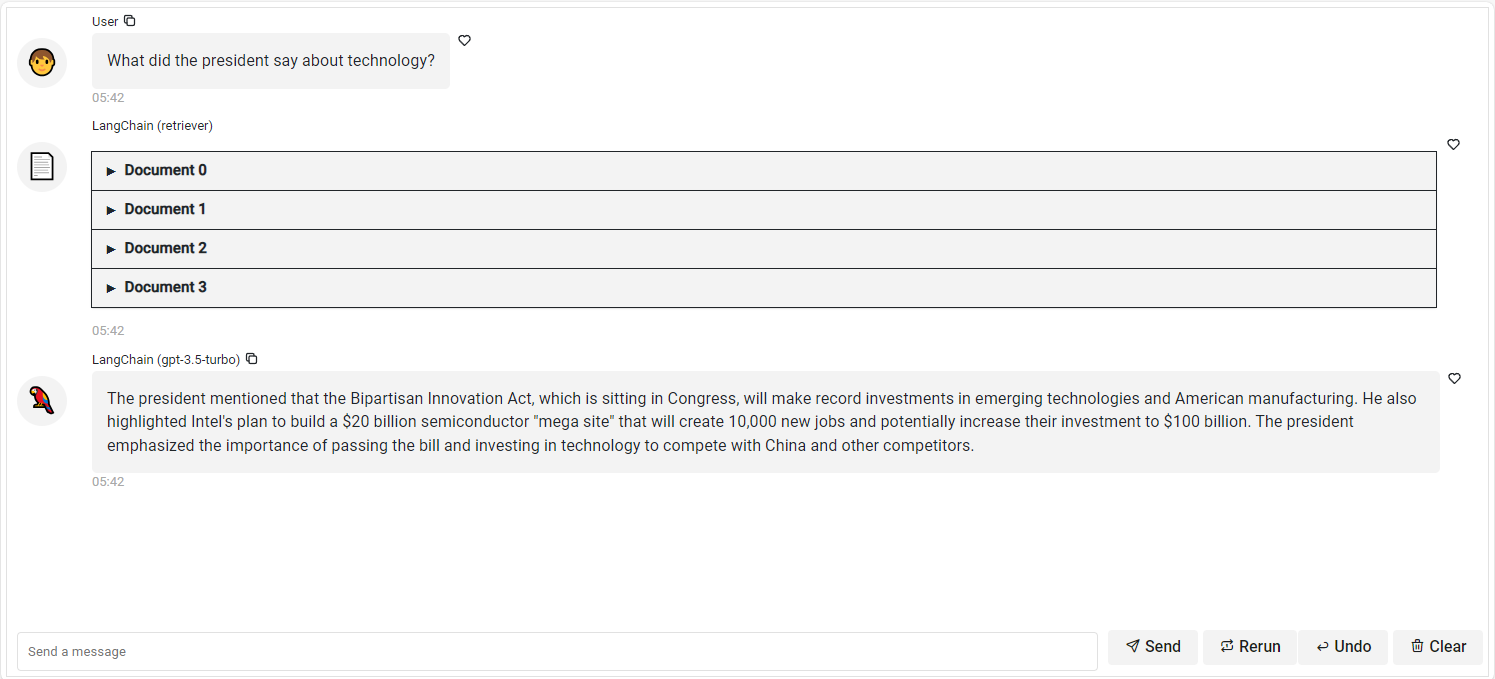 User
What did the president say about technology?
05:42
LangChain (retriever)
Document 0
Document 1
Document 2
Document 3
05:42
LangChain (gpt-3.5-turbo)
The president mentioned that the Bipartisan Innovation Act, which is sitting in Congress, will make record investments in emerging technologies and American manufacturing. He also
highlighted Intel's plan to build a $20 billion semiconductor "mega site" that will create 10,000 new jobs and potentially increase their investment to $100 billion. The president
emphasized the importance of passing the bill and investing in technology to compete with China and other competitors.
05:42
Send a message
Send
Rerun
Undo
Clear